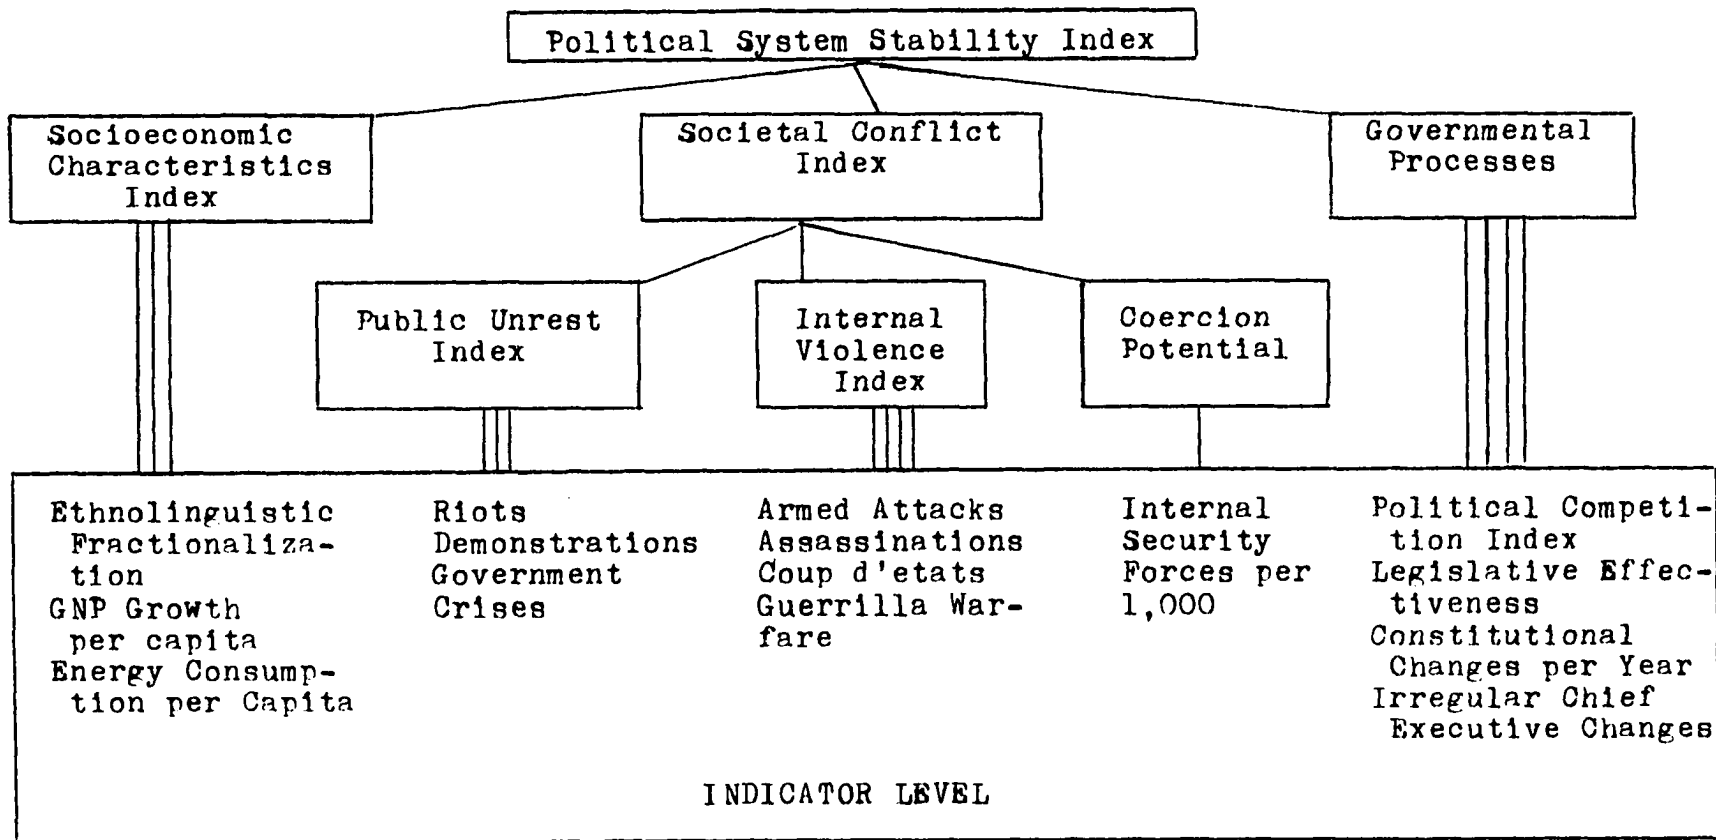 Political System Stability Index
Socioeconomic
Characteristics
Index
Societal Conflict
Index
Governmental
Processes
Public Unrest
Index
Internal
Violence
Index
Coercion
Potential
Ethnolinguistic
Fractionaliza-
tion
GNP Growth
per capita
Energy Consump-
tion per Capita
Riots
Demonstrations
Government
Crises
Armed Attacks
Assassinations
Coup d'etats
Guerrilla War-
fare
Internal
Security
Forces per
1,000
Political Competi-
tion Index
Legislative Effec-
tiveness
Constitutional
Changes per Year
Irregular Chief
Executive Changes
INDICATOR LEVEL